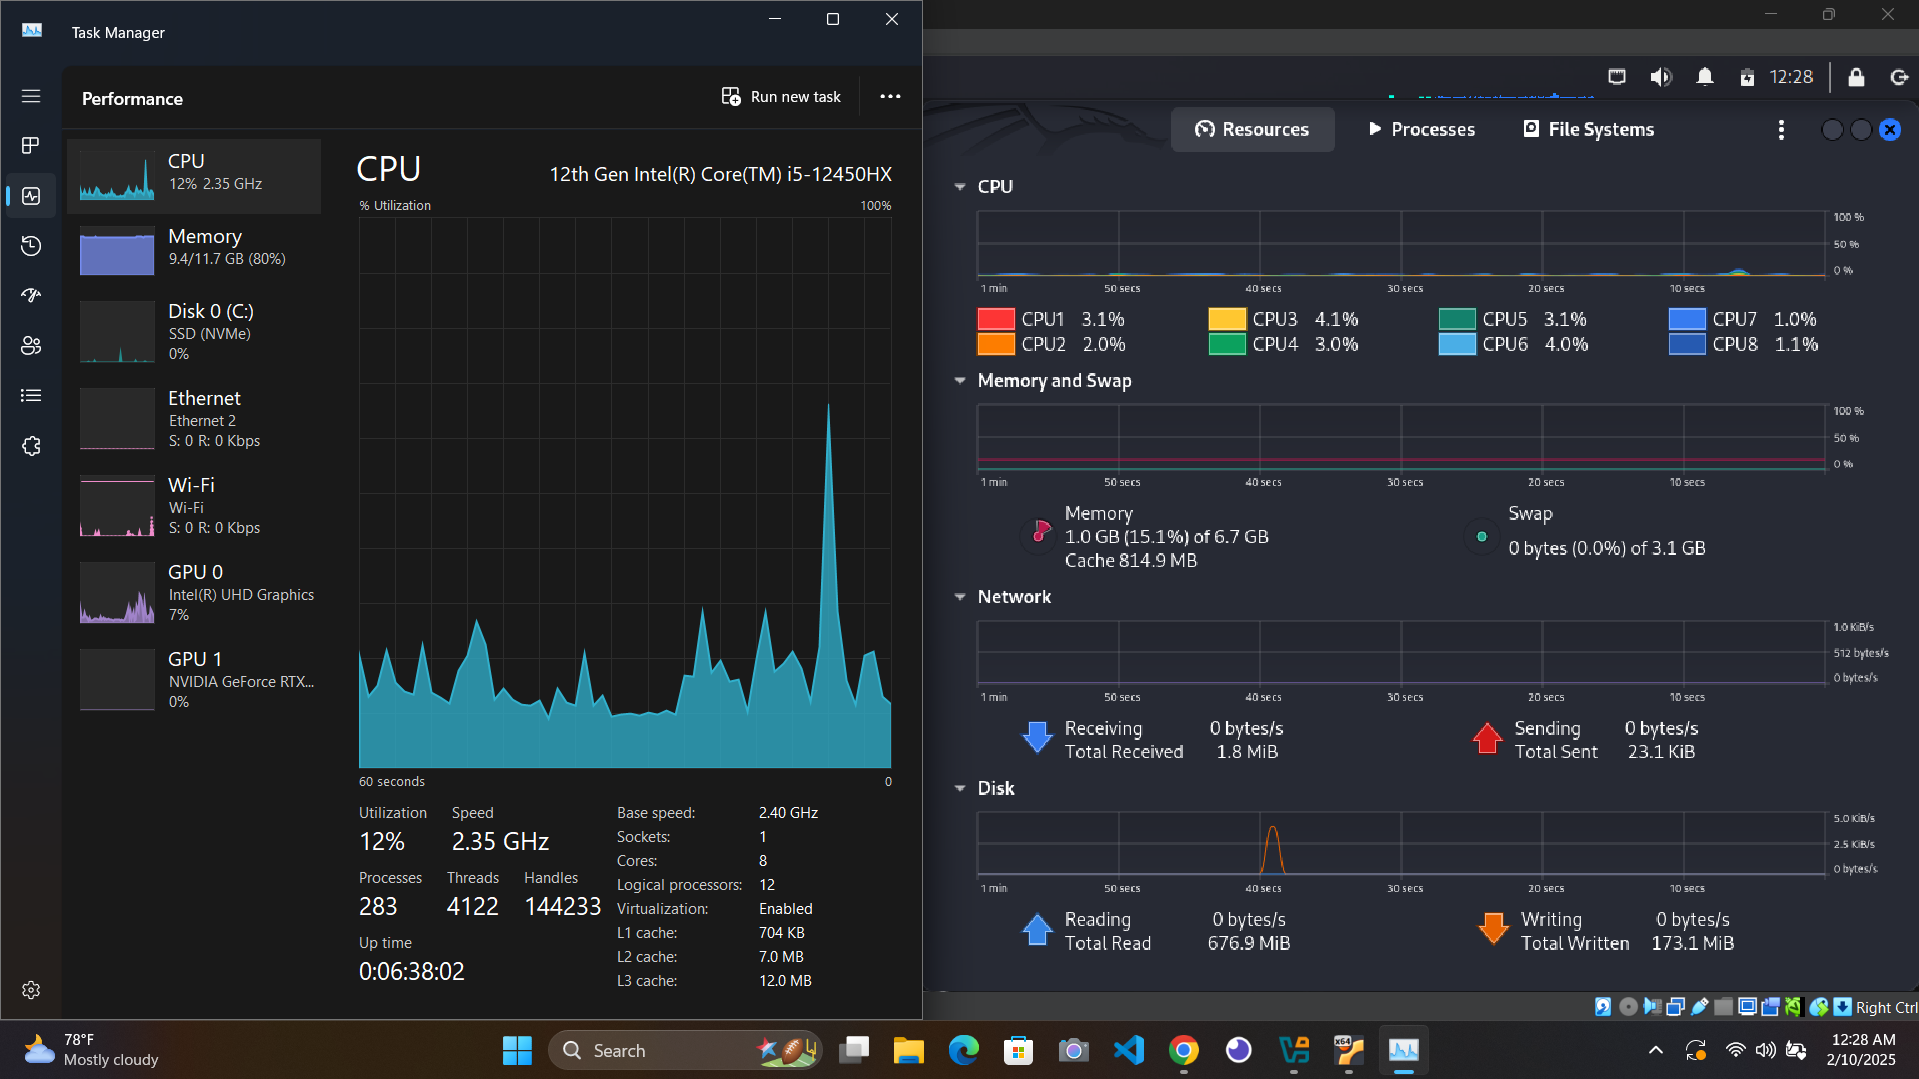 Task Manager
Performance
Run new task
CPU
12% 2.35 GHz
Memory
9.4/11.7 GB (80%)
Disk 0 (C:)
SSD (NVMe)
0%
Ethernet
Ethernet 2
S: 0 R: 0 Kbps
Wi-Fi
Wi-Fi
S: 0 R: 0 Kbps
GPU 0
Intel(R) UHD Graphics
7%
GPU 1
NVIDIA GeForce RTX...
0%
CPU 12th Gen Intel(R) Core(TM) i5-12450HX
% Utilization 100%
60 seconds 0
Utilization Speed
12% 2.35 GHz
Processes Threads Handles
283 4122 144233
Up time
0:06:38:02
Base speed: 2.40 GHz
Sockets: 1
Cores: 8
Logical processors: 12
Virtualization: Enabled
L1 cache: 704 KB
L2 cache: 7.0 MB
L3 cache: 12.0 MB
12:28
Resources Processes File Systems
CPU
100 %
50 %
0 %
1 min 50 secs 40 secs 30 secs 20 secs 10 secs
CPU1 3.1% CPU3 4.1% CPU5 3.1% CPU7 1.0%
CPU2 2.0% CPU4 3.0% CPU6 4.0% CPU8 1.1%
Memory and Swap
100 %
50 %
0 %
1 min 50 secs 40 secs 30 secs 20 secs 10 secs
Memory
1.0 GB (15.1%) of 6.7 GB
Cache 814.9 MB
Swap
0 bytes (0.0%) of 3.1 GB
Network
1.0 KiB/s
512 bytes/s
0 bytes/s
1 min 50 secs 40 secs 30 secs 20 secs 10 secs
Receiving 0 bytes/s
Total Received 1.8 MiB
Sending 0 bytes/s
Total Sent 23.1 KiB
Disk
5.0 KiB/s
2.5 KiB/s
0 bytes/s
1 min 50 secs 40 secs 30 secs 20 secs 10 secs
Reading 0 bytes/s
Total Read 676.9 MiB
Writing 0 bytes/s
Total Written 173.1 MiB
Right Ctrl
78°F
Mostly cloudy
Search
x64
12:28 AM
2/10/2025